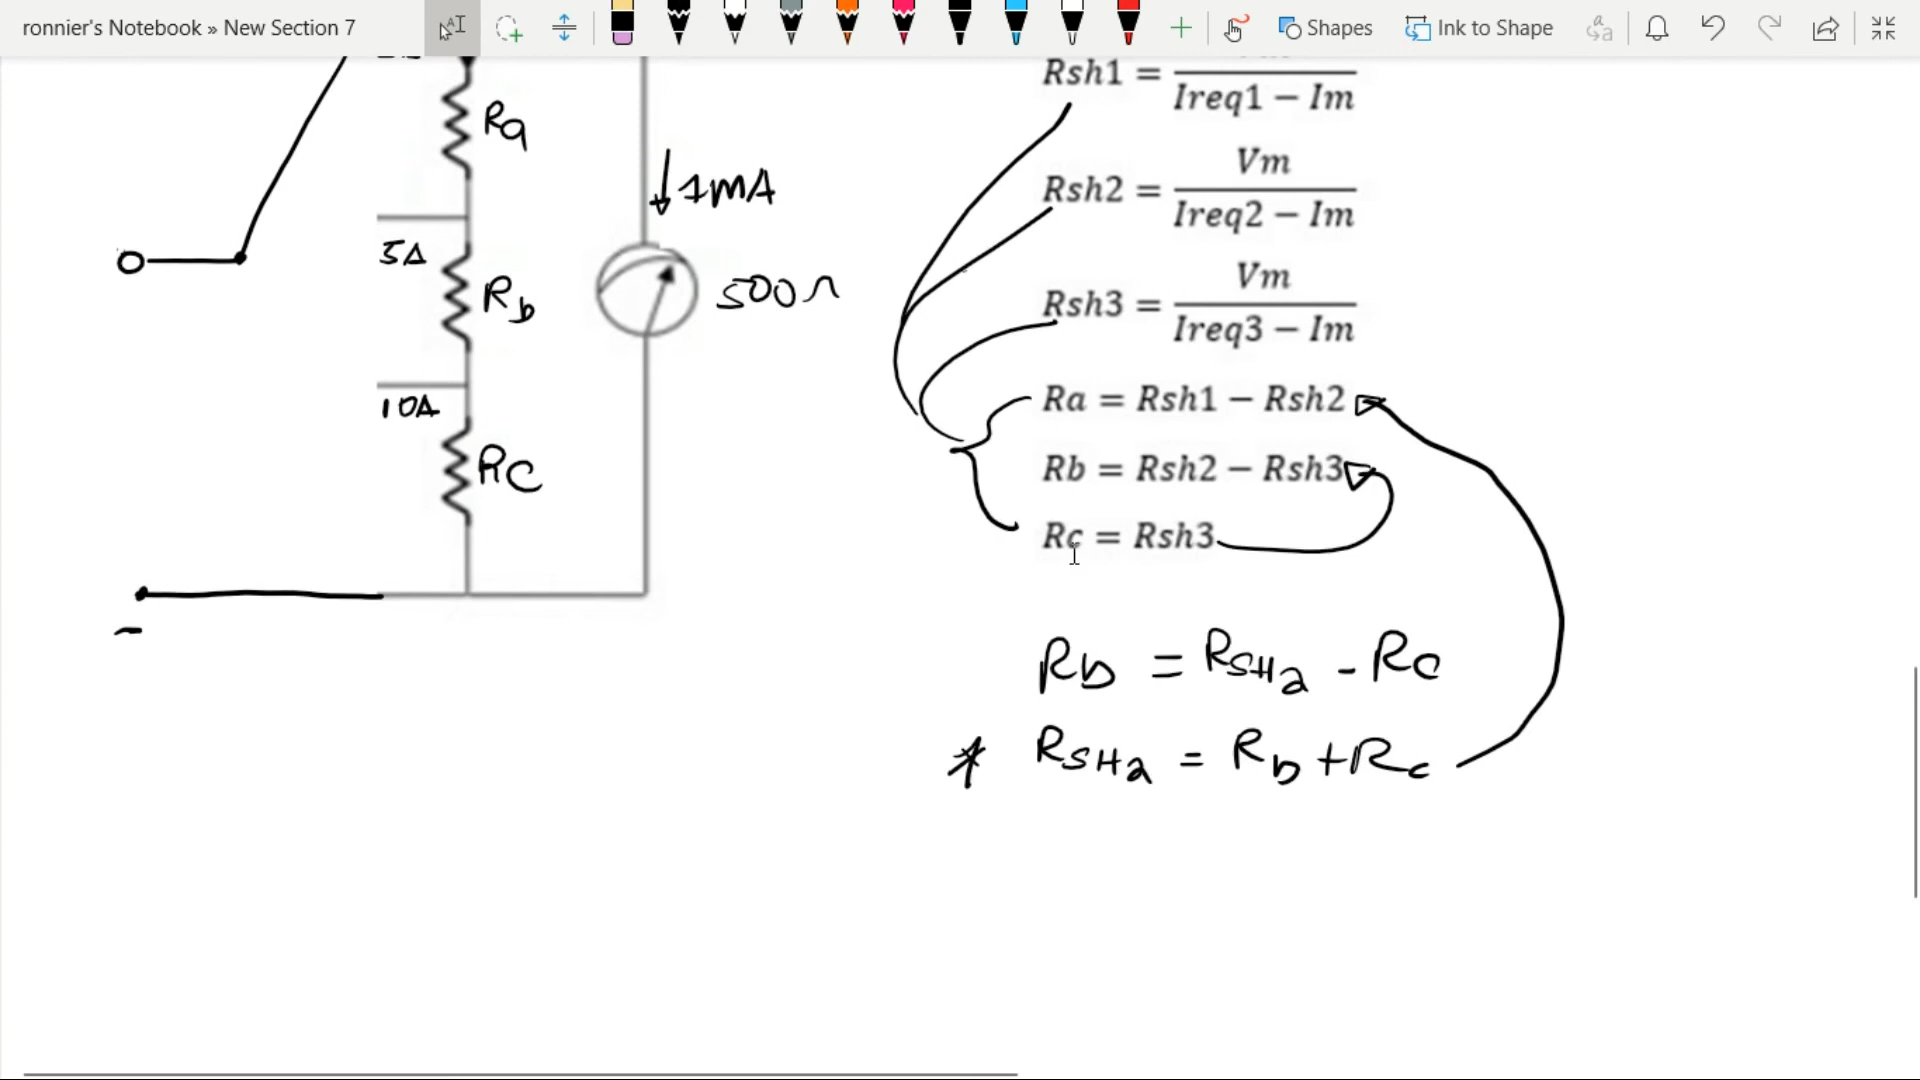 ronnier's Notebook » New Section 7
Shapes
Ink to Shape
Ra
1mA
5A
Rb
500Ω
10A
RC
-
Rsh1 = 
Ireq1 − Im
Rsh2 = Vm
Ireq2 − Im
Rsh3 = Vm
Ireq3 − Im
Ra = Rsh1 − Rsh2
Rb = Rsh2 − Rsh3
Rc = Rsh3
Rb = RSH2 - RC
* RSH2 = Rb + Rc